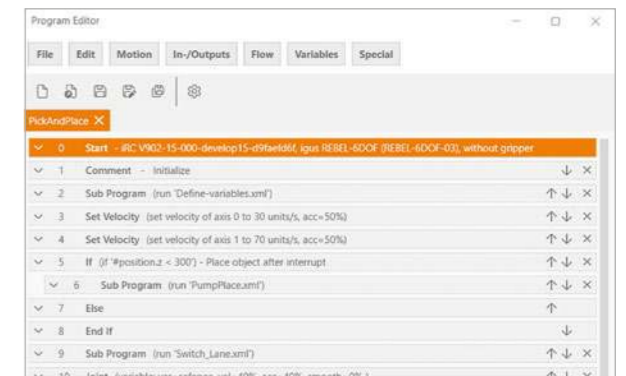 Program Editor
File Edit Motion In-/Outputs Flow Variables Special
PickAndPlace
0 Start - iRC V902-15-000-develop15-d9faefd6f, igus REBEL-6DOF (REBEL-6DOF-03), without gripper
1 Comment - Initialize
2 Sub Program (run 'Define-variables.xml')
3 Set Velocity (set velocity of axis 0 to 30 units/s, acc=50%)
4 Set Velocity (set velocity of axis 1 to 70 units/s, acc=50%)
5 If (if '#position.z < 300') - Place object after interrupt
6 Sub Program (run 'PumpPlace.xml')
7 Else
8 End If
9 Sub Program (run 'Switch_Lane.xml')
10 Joint